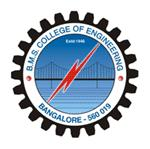 B.M.S. COLLEGE OF ENGINEERING
Estd 1946
BANGALORE - 560 019